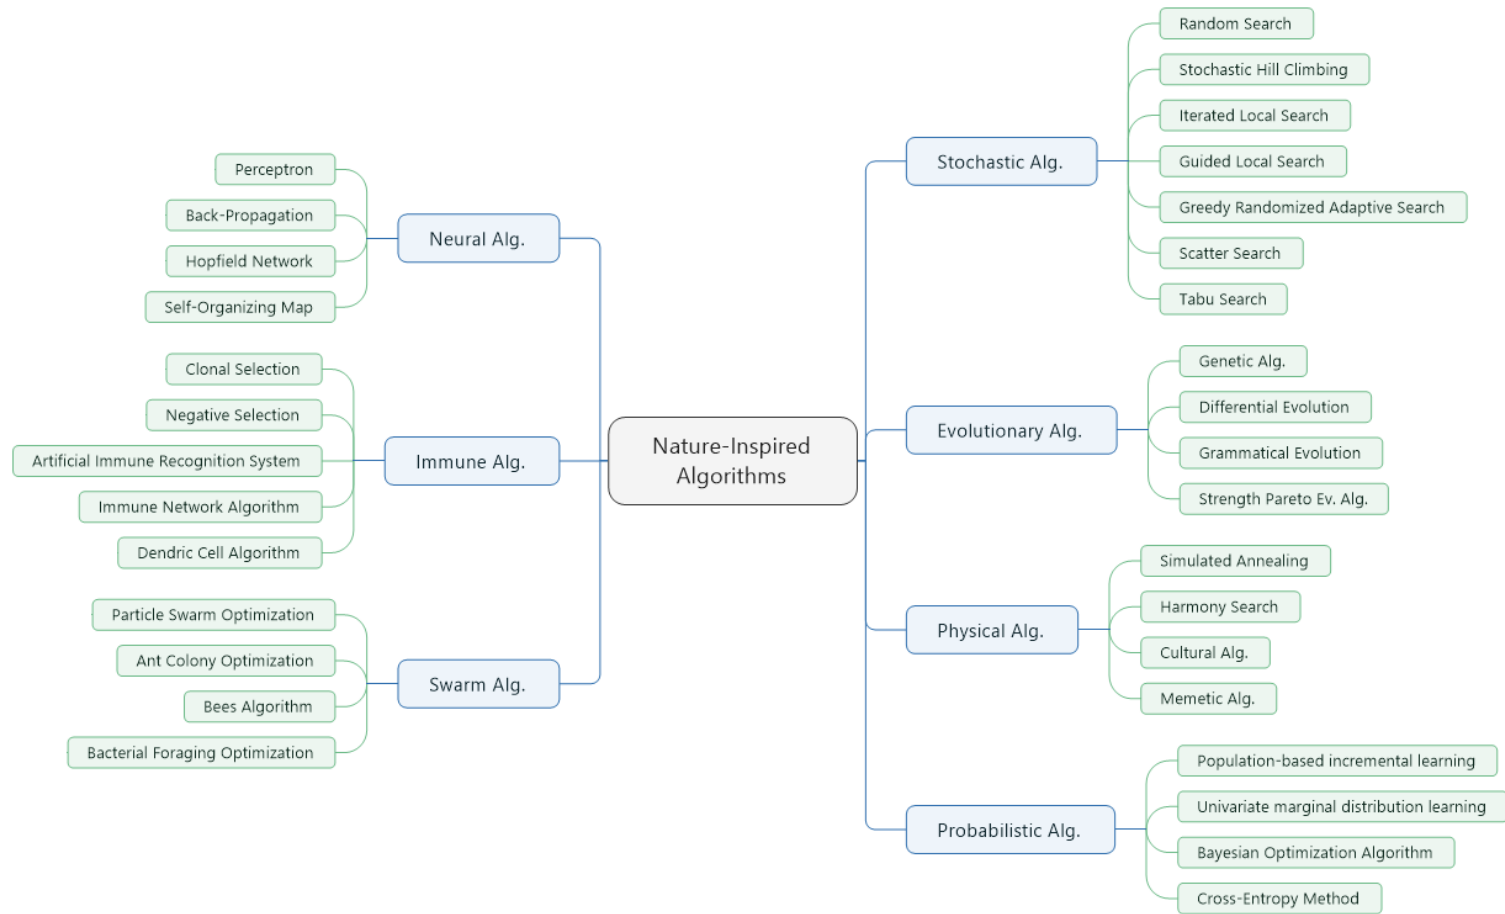 Nature-Inspired
Algorithms
Neural Alg.
Perceptron
Back-Propagation
Hopfield Network
Self-Organizing Map
Immune Alg.
Clonal Selection
Negative Selection
Artificial Immune Recognition System
Immune Network Algorithm
Dendric Cell Algorithm
Swarm Alg.
Particle Swarm Optimization
Ant Colony Optimization
Bees Algorithm
Bacterial Foraging Optimization
Stochastic Alg.
Random Search
Stochastic Hill Climbing
Iterated Local Search
Guided Local Search
Greedy Randomized Adaptive Search
Scatter Search
Tabu Search
Evolutionary Alg.
Genetic Alg.
Differential Evolution
Grammatical Evolution
Strength Pareto Ev. Alg.
Physical Alg.
Simulated Annealing
Harmony Search
Cultural Alg.
Memetic Alg.
Probabilistic Alg.
Population-based incremental learning
Univariate marginal distribution learning
Bayesian Optimization Algorithm
Cross-Entropy Method